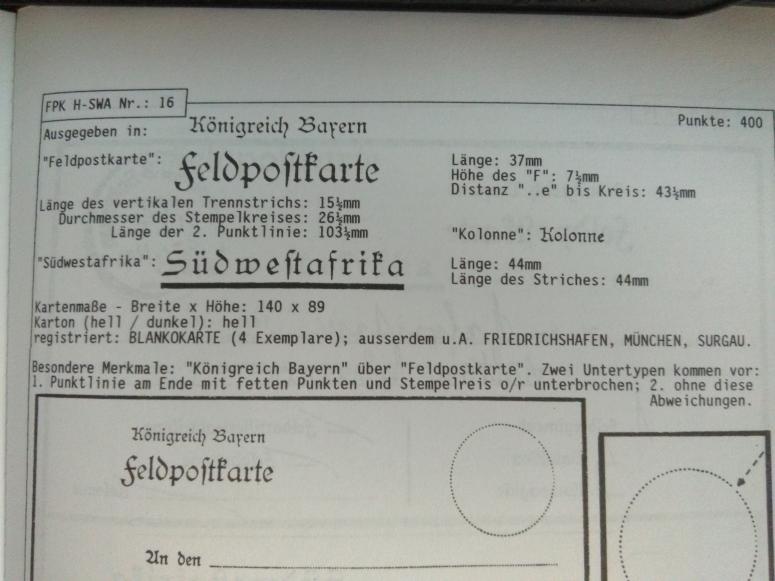 FPK H-SWA Nr.: 16
Punkte: 400
Ausgegeben in: Königreich Bayern
"Feldpostkarte": Feldpostkarte
Länge: 37mm
Höhe des "F": 7½mm
Distanz "..e" bis Kreis: 43½mm
Länge des vertikalen Trennstrichs: 15½mm
Durchmesser des Stempelkreises: 26½mm
Länge der 2. Punktlinie: 103½mm
"Kolonne": Kolonne
"Südwestafrika": Südwestafrika
Länge: 44mm
Länge des Striches: 44mm
Kartenmaße - Breite x Höhe: 140 x 89
Karton (hell / dunkel): hell
registriert: BLANKOKARTE (4 Exemplare); ausserdem u.A. FRIEDRICHSHAFEN, MÜNCHEN, SURGAU.
Besondere Merkmale: "Königreich Bayern" über "Feldpostkarte". Zwei Untertypen kommen vor:
1. Punktlinie am Ende mit fetten Punkten und Stempelreis o/r unterbrochen; 2. ohne diese
Abweichungen.
Königreich Bayern
Feldpostkarte
An den